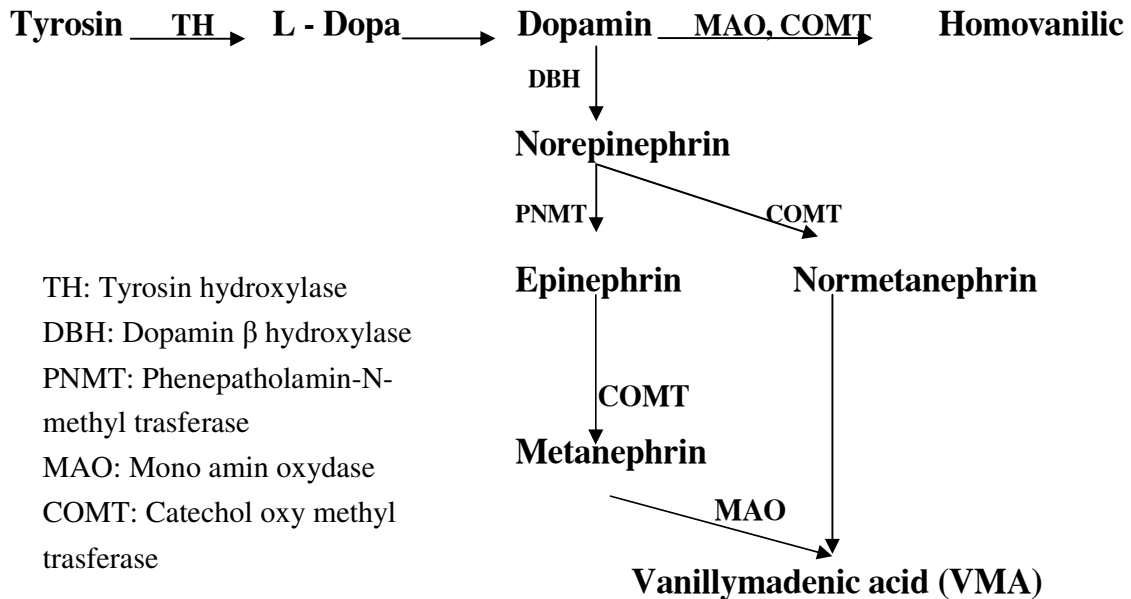 Tyrosin TH L - Dopa Dopamin MAO, COMT Homovanilic
DBH
Norepinephrin
PNMT COMT
Epinephrin Normetanephrin
TH: Tyrosin hydroxylase
DBH: Dopamin β hydroxylase
PNMT: Phenepatholamin-N-
methyl trasferase
MAO: Mono amin oxydase
COMT: Catechol oxy methyl
trasferase
COMT
Metanephrin
MAO
Vanillymadenic acid (VMA)